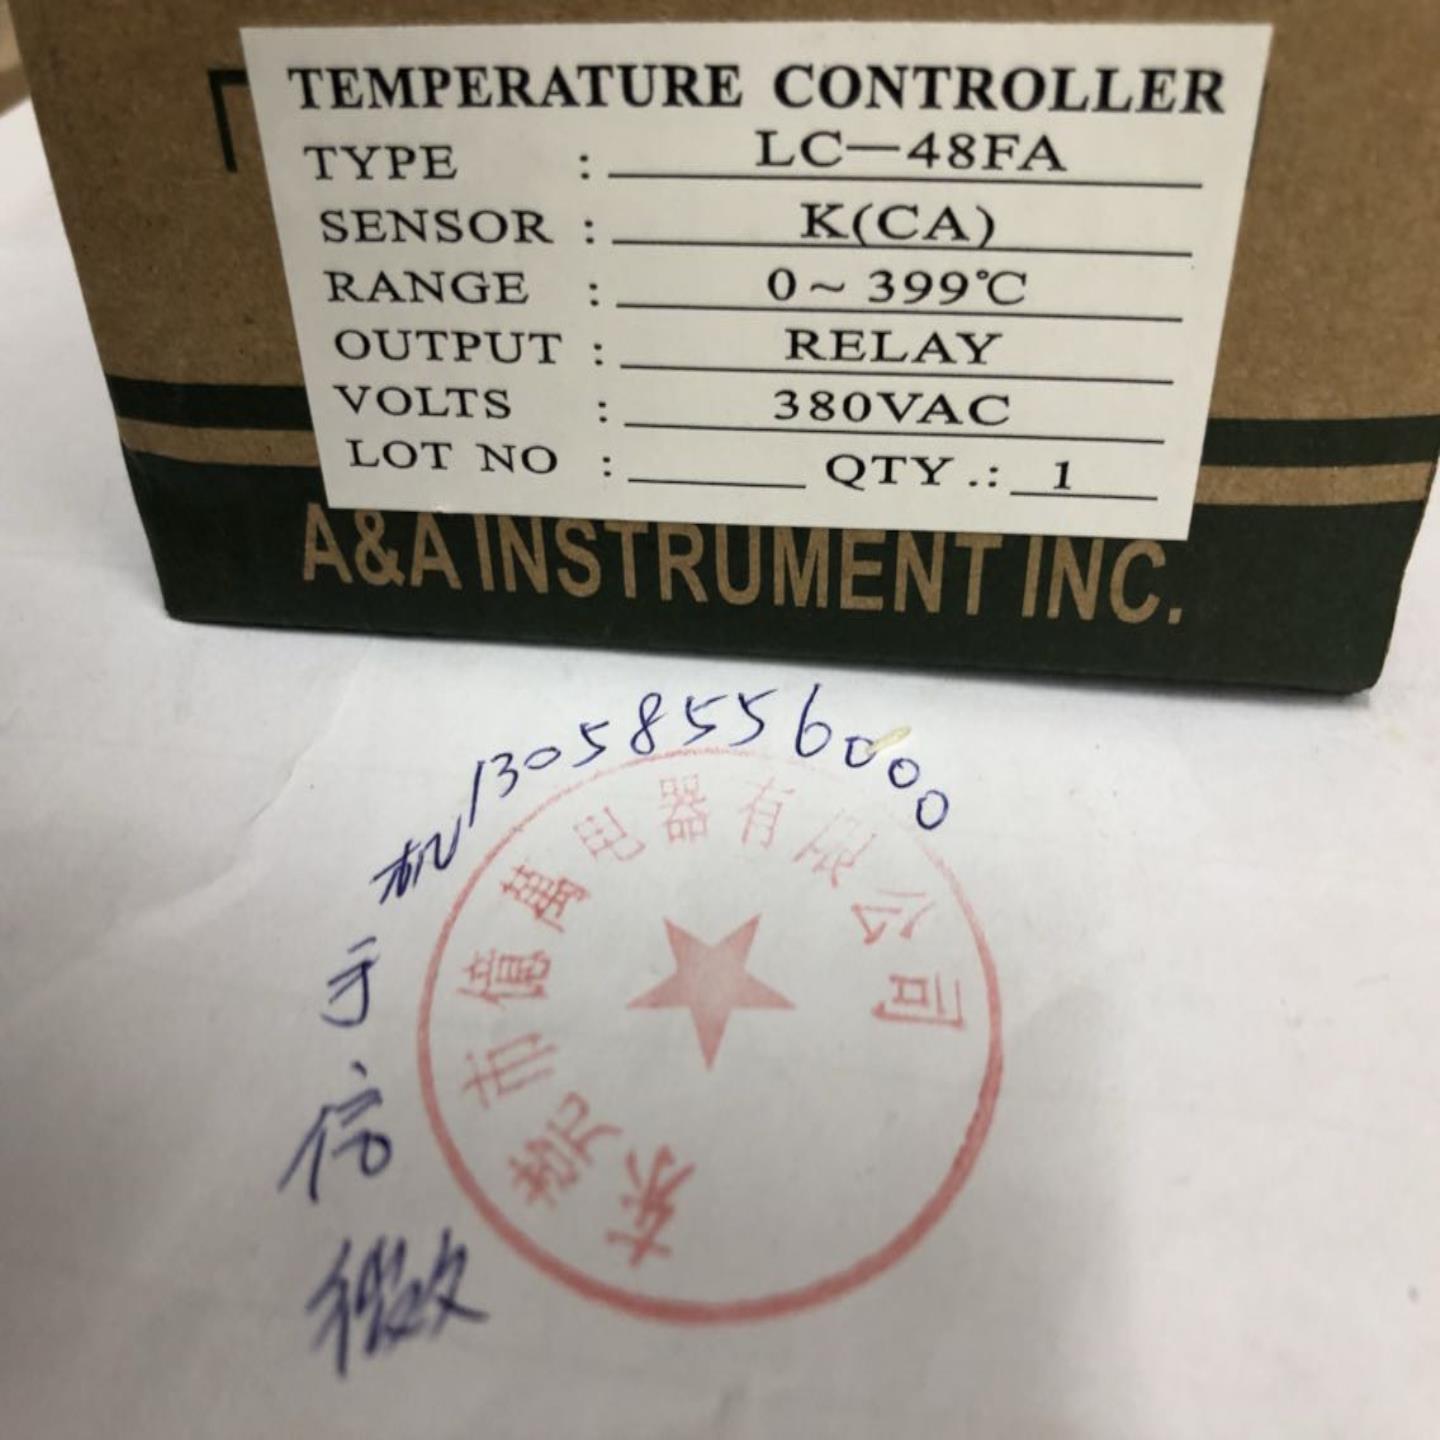 TEMPERATURE CONTROLLER
TYPE : LC—48FA
SENSOR : K(CA)
RANGE : 0~399℃
OUTPUT : RELAY
VOLTS : 380VAC
LOT NO : QTY.: 1
A&A INSTRUMENT INC.
微信手机13058556000
东莞市億萬电器有限公司